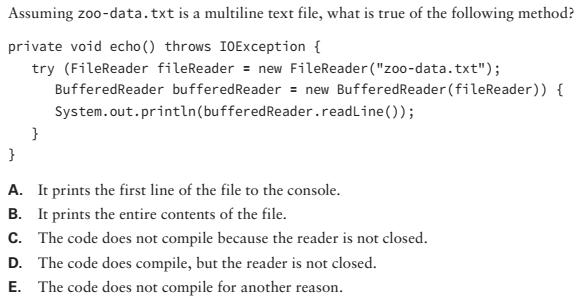 Assuming zoo-data.txt is a multiline text file, what is true of the following method?
private void echo() throws IOException {
   try (FileReader fileReader = new FileReader("zoo-data.txt");
      BufferedReader bufferedReader = new BufferedReader(fileReader)) {
      System.out.println(bufferedReader.readLine());
   }
}
A. It prints the first line of the file to the console.
B. It prints the entire contents of the file.
C. The code does not compile because the reader is not closed.
D. The code does compile, but the reader is not closed.
E. The code does not compile for another reason.